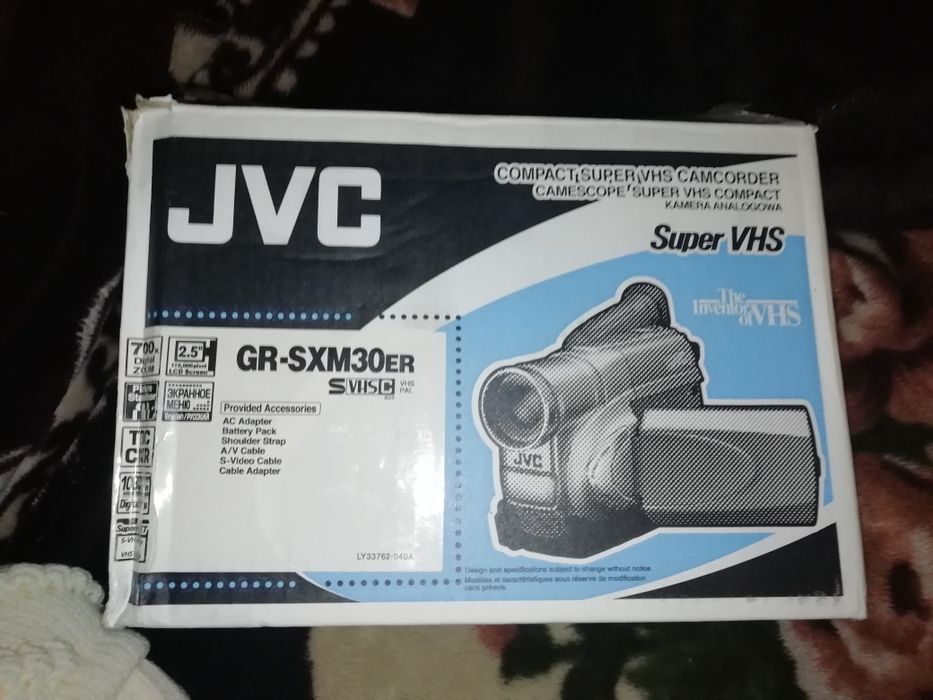 JVC
COMPACT SUPER VHS CAMCORDER
CAMESCOPE SUPER VHS COMPACT
KAMERA ANALOGOWA
Super VHS
The
Inventor
of VHS
700x
Digital
ZOOM
2.5"
LCD Screen
ЭКРАННОЕ
МЕНЮ
GR-SXM30ER
SVHSC
VHS
PAL
625
Provided Accessories
AC Adapter
Battery Pack
Shoulder Strap
A/V Cable
S-Video Cable
Cable Adapter
JVC
LY33762-040A
Design and specifications subject to change without notice.
Modèles et caractéristiques sous réserve de modification
sans préavis.